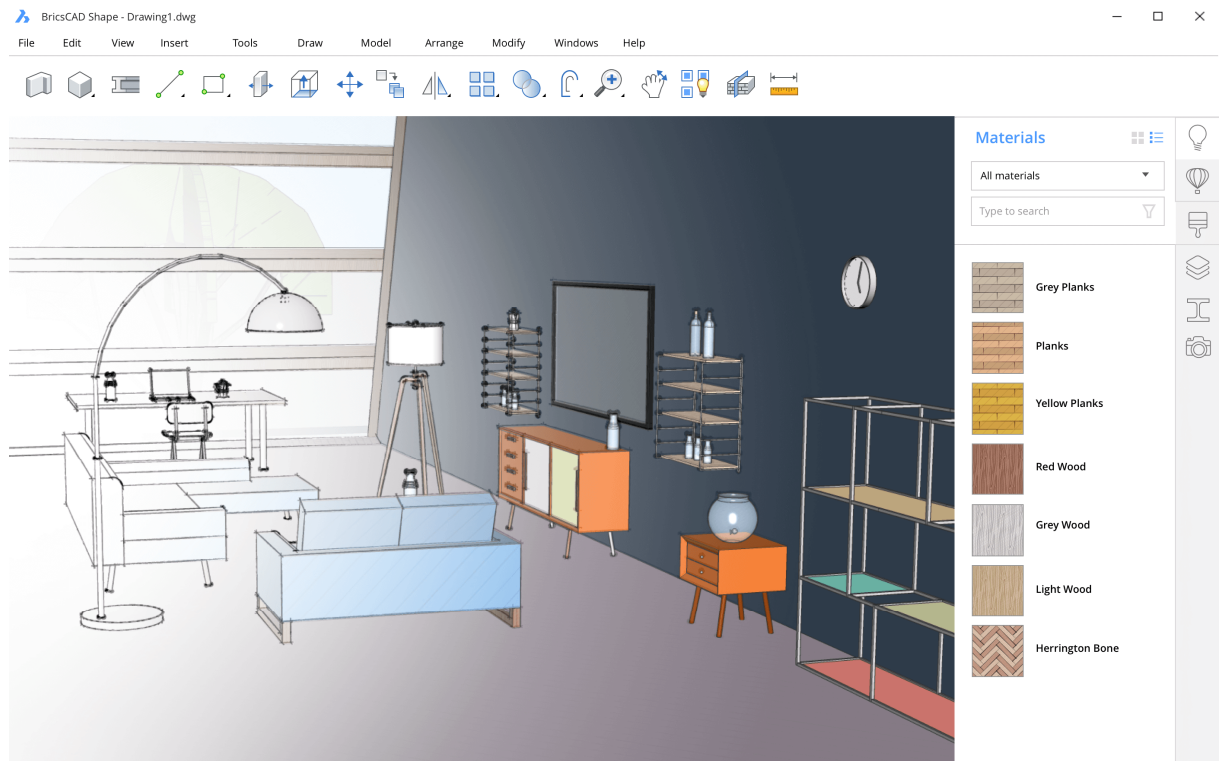 BricsCAD Shape - Drawing1.dwg
File Edit View Insert Tools Draw Model Arrange Modify Windows Help
Materials
All materials
Type to search
Grey Planks
Planks
Yellow Planks
Red Wood
Grey Wood
Light Wood
Herrington Bone